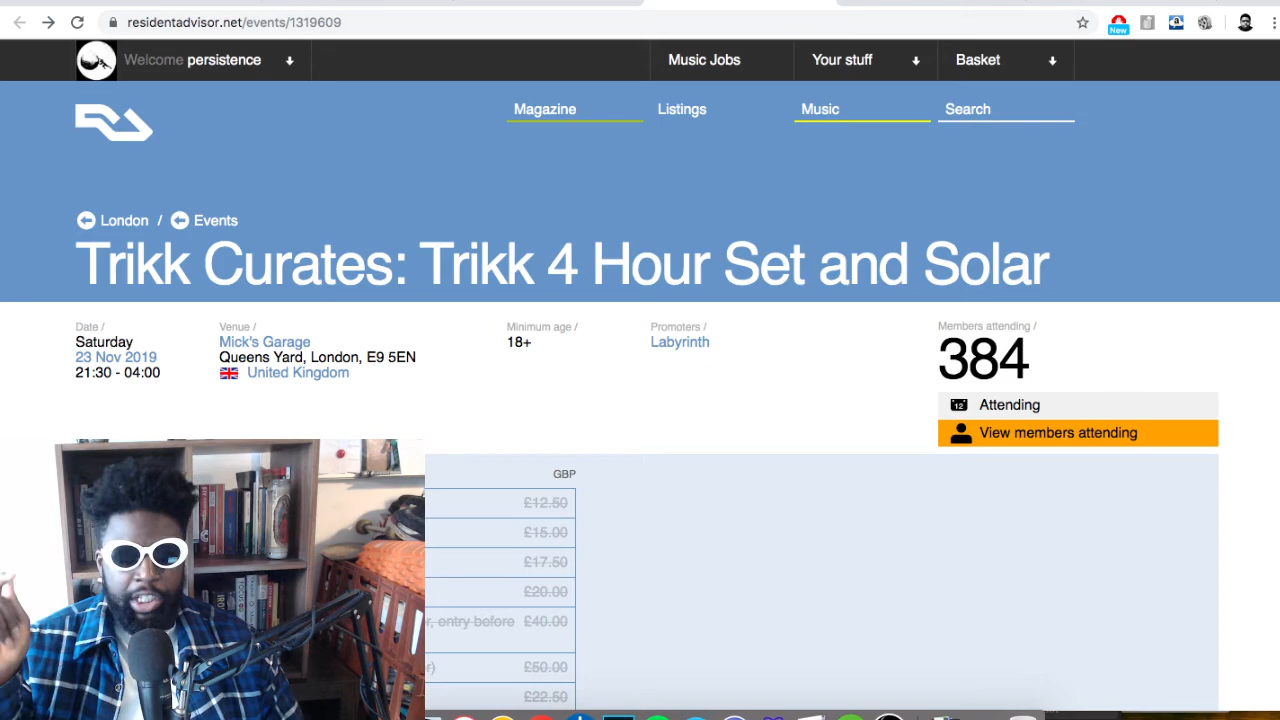 residentadvisor.net/events/1319609
New
Welcome persistence
Music Jobs
Your stuff
Basket
Magazine
Listings
Music
Search
London / Events
Trikk Curates: Trikk 4 Hour Set and Solar
Date /
Saturday
23 Nov 2019
21:30 - 04:00
Venue /
Mick's Garage
Queens Yard, London, E9 5EN
United Kingdom
Minimum age /
18+
Promoters /
Labyrinth
Members attending /
384
12 Attending
View members attending
GBP
£12.50
£15.00
£17.50
£20.00
r, entry before £40.00
r) £50.00
£22.50